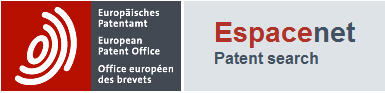 Europäisches
Patentamt
European
Patent Office
Office européen
des brevets
Espacenet
Patent search